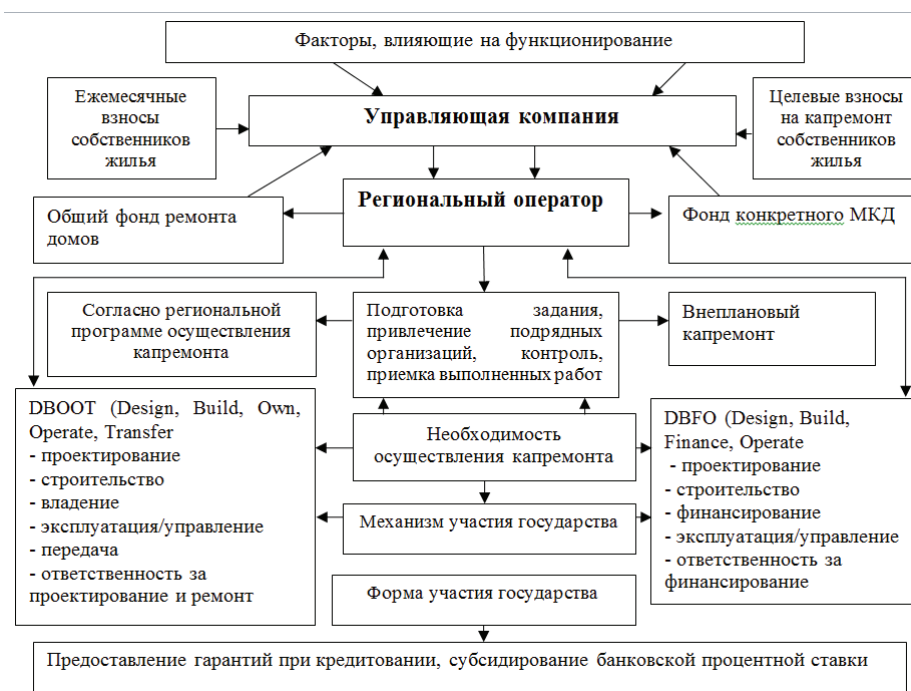 Факторы, влияющие на функционирование
Ежемесячные
взносы
собственников
жилья
Управляющая компания
Целевые взносы
на капремонт
собственников
жилья
Общий фонд ремонта
домов
Региональный оператор
Фонд конкретного МКД
Согласно региональной
программе осуществления
капремонта
Подготовка задания,
привлечение подрядных
организаций, контроль,
приемка выполненных работ
Внеплановый
капремонт
DBOOT (Design, Build, Own,
Operate, Transfer
- проектирование
- строительство
- владение
- эксплуатация/управление
- передача
- ответственность за
проектирование и ремонт
Необходимость
осуществления капремонта
Механизм участия государства
Форма участия государства
DBFO (Design, Build,
Finance, Operate
- проектирование
- строительство
- финансирование
- эксплуатация/управление
- ответственность за
финансирование
Предоставление гарантий при кредитовании, субсидирование банковской процентной ставки